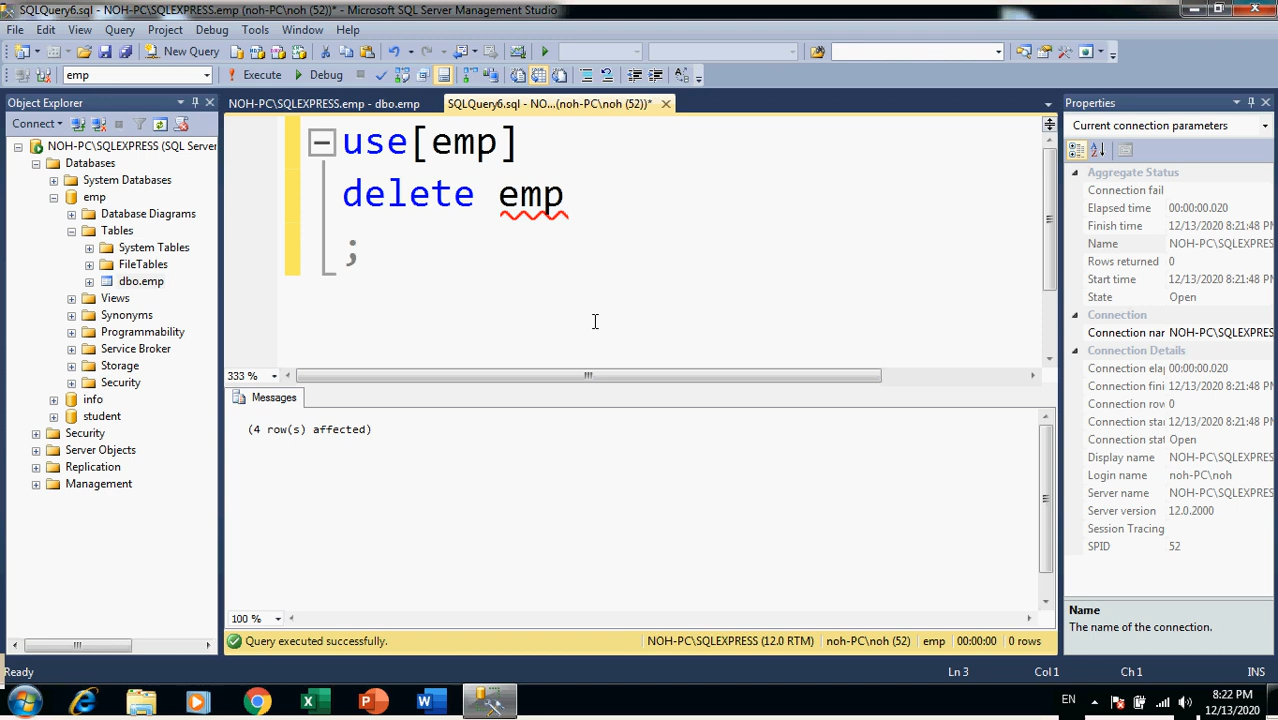 SQLQuery6.sql - NOH-PC\SQLEXPRESS.emp (noh-PC\noh (52))* - Microsoft SQL Server Management Studio
File Edit View Query Project Debug Tools Window Help
New Query
emp Execute Debug
Object Explorer
Connect
NOH-PC\SQLEXPRESS (SQL Server
Databases
System Databases
emp
Database Diagrams
Tables
System Tables
FileTables
dbo.emp
Views
Synonyms
Programmability
Service Broker
Storage
Security
info
student
Security
Server Objects
Replication
Management
NOH-PC\SQLEXPRESS.emp - dbo.emp SQLQuery6.sql - NO...(noh-PC\noh (52))*
use[emp]
delete emp
;
333 %
Messages
(4 row(s) affected)
100 %
Query executed successfully. NOH-PC\SQLEXPRESS (12.0 RTM) noh-PC\noh (52) emp 00:00:00 0 rows
Properties
Current connection parameters
Aggregate Status
Connection fail
Elapsed time 00:00:00.020
Finish time 12/13/2020 8:21:48 P
Name NOH-PC\SQLEXPRES
Rows returned 0
Start time 12/13/2020 8:21:48 P
State Open
Connection
Connection nar NOH-PC\SQLEXPRESS
Connection Details
Connection elap 00:00:00.020
Connection fini 12/13/2020 8:21:48 P
Connection row 0
Connection star 12/13/2020 8:21:48 P
Connection stat Open
Display name NOH-PC\SQLEXPRES
Login name noh-PC\noh
Server name NOH-PC\SQLEXPRES
Server version 12.0.2000
Session Tracing
SPID 52
Name
The name of the connection.
Ready Ln 3 Col 1 Ch 1 INS
EN 8:22 PM
12/13/2020